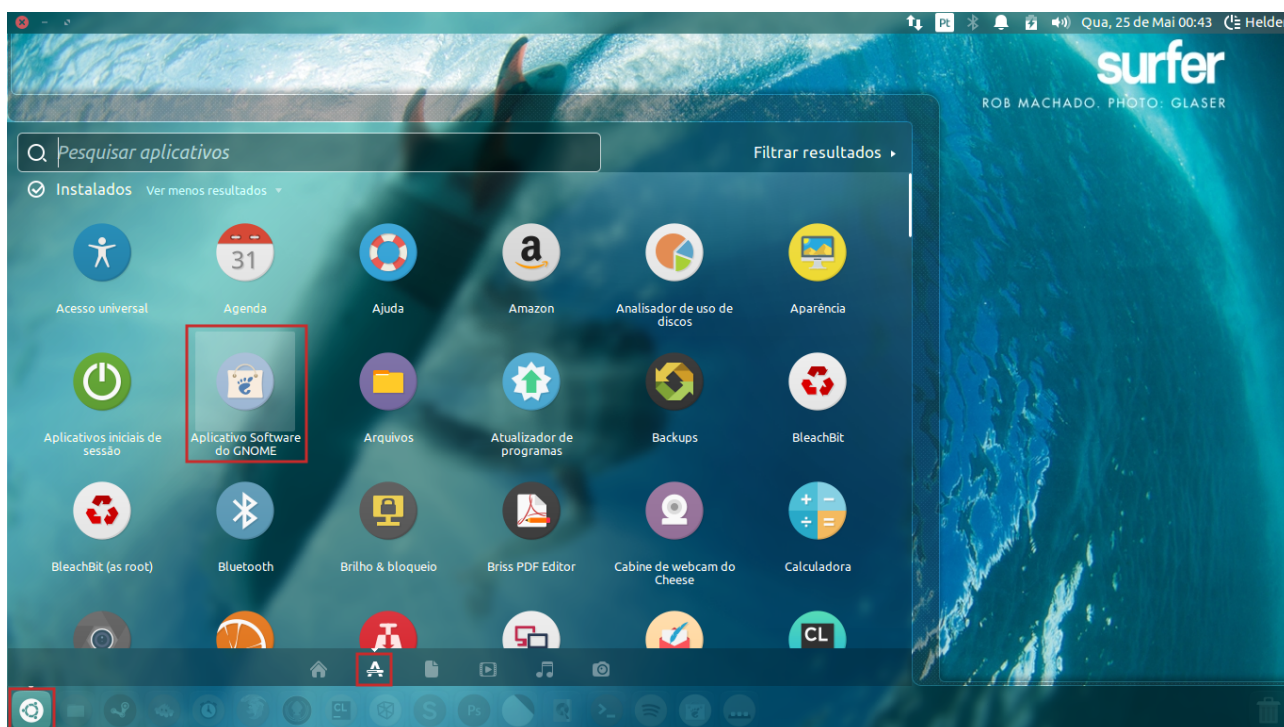 Pt
Qua, 25 de Mai 00:43
Helde
surfer
ROB MACHADO. PHOTO: GLASER
Pesquisar aplicativos
Filtrar resultados
Instalados Ver menos resultados
31
a
Acesso universal
Agenda
Ajuda
Amazon
Analisador de uso de
discos
Aparência
Aplicativos iniciais de
sessão
Aplicativo Software
do GNOME
Arquivos
Atualizador de
programas
Backups
BleachBit
BleachBit (as root)
Bluetooth
Brilho & bloqueio
Briss PDF Editor
Cabine de webcam do
Cheese
Calculadora
CL
CL
S
Ps